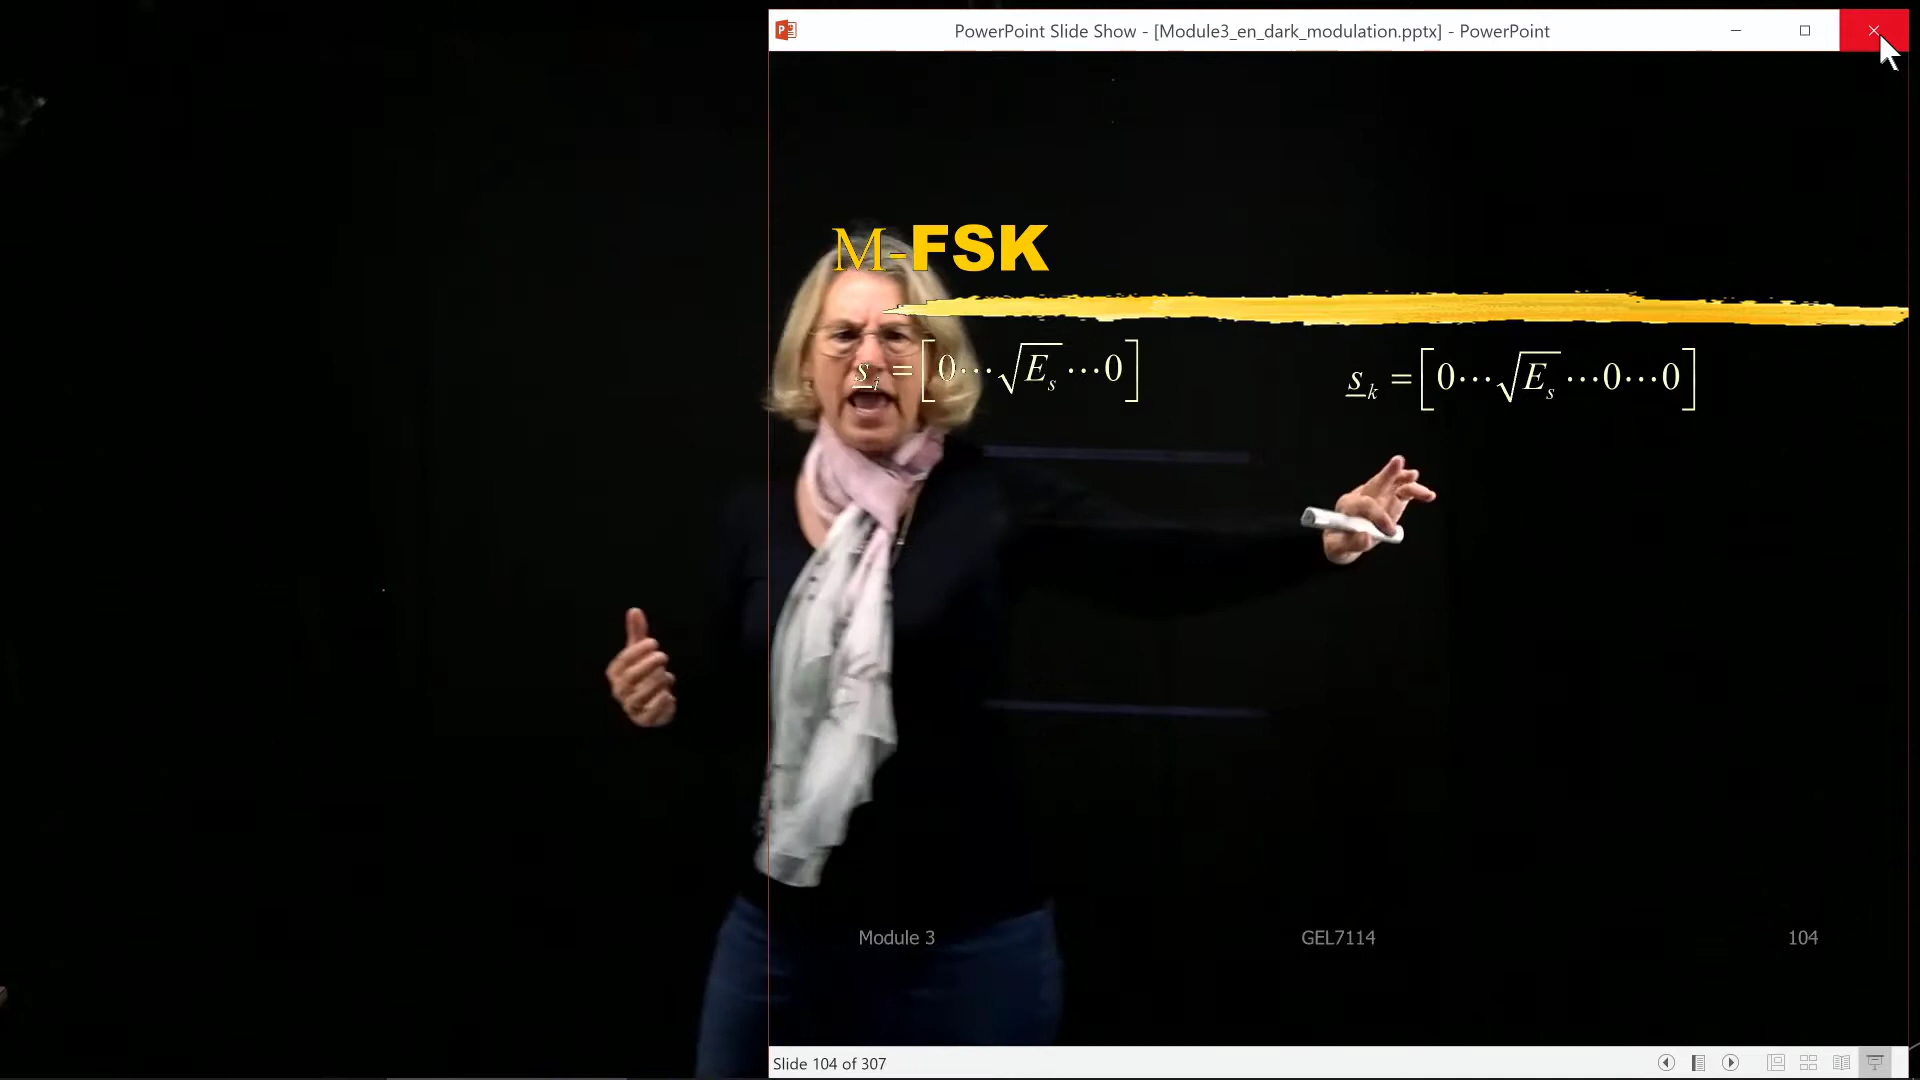 PowerPoint Slide Show - [Module3_en_dark_modulation.pptx] - PowerPoint
M-FSK
s_i = [0⋯√E_s⋯0]
s_k = [0⋯√E_s⋯0⋯0]
Module 3
GEL7114
104
Slide 104 of 307